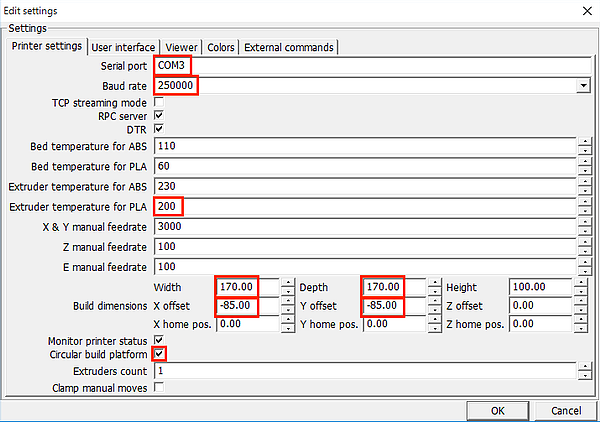 Edit settings
Settings
Printer settings User interface Viewer Colors External commands
Serial port COM3
Baud rate 250000
TCP streaming mode
RPC server
DTR
Bed temperature for ABS 110
Bed temperature for PLA 60
Extruder temperature for ABS 230
Extruder temperature for PLA 200
X & Y manual feedrate 3000
Z manual feedrate 100
E manual feedrate 100
Width 170.00 Depth 170.00 Height 100.00
Build dimensions X offset -85.00 Y offset -85.00 Z offset 0.00
X home pos. 0.00 Y home pos. 0.00 Z home pos. 0.00
Monitor printer status
Circular build platform
Extruders count 1
Clamp manual moves
OK Cancel